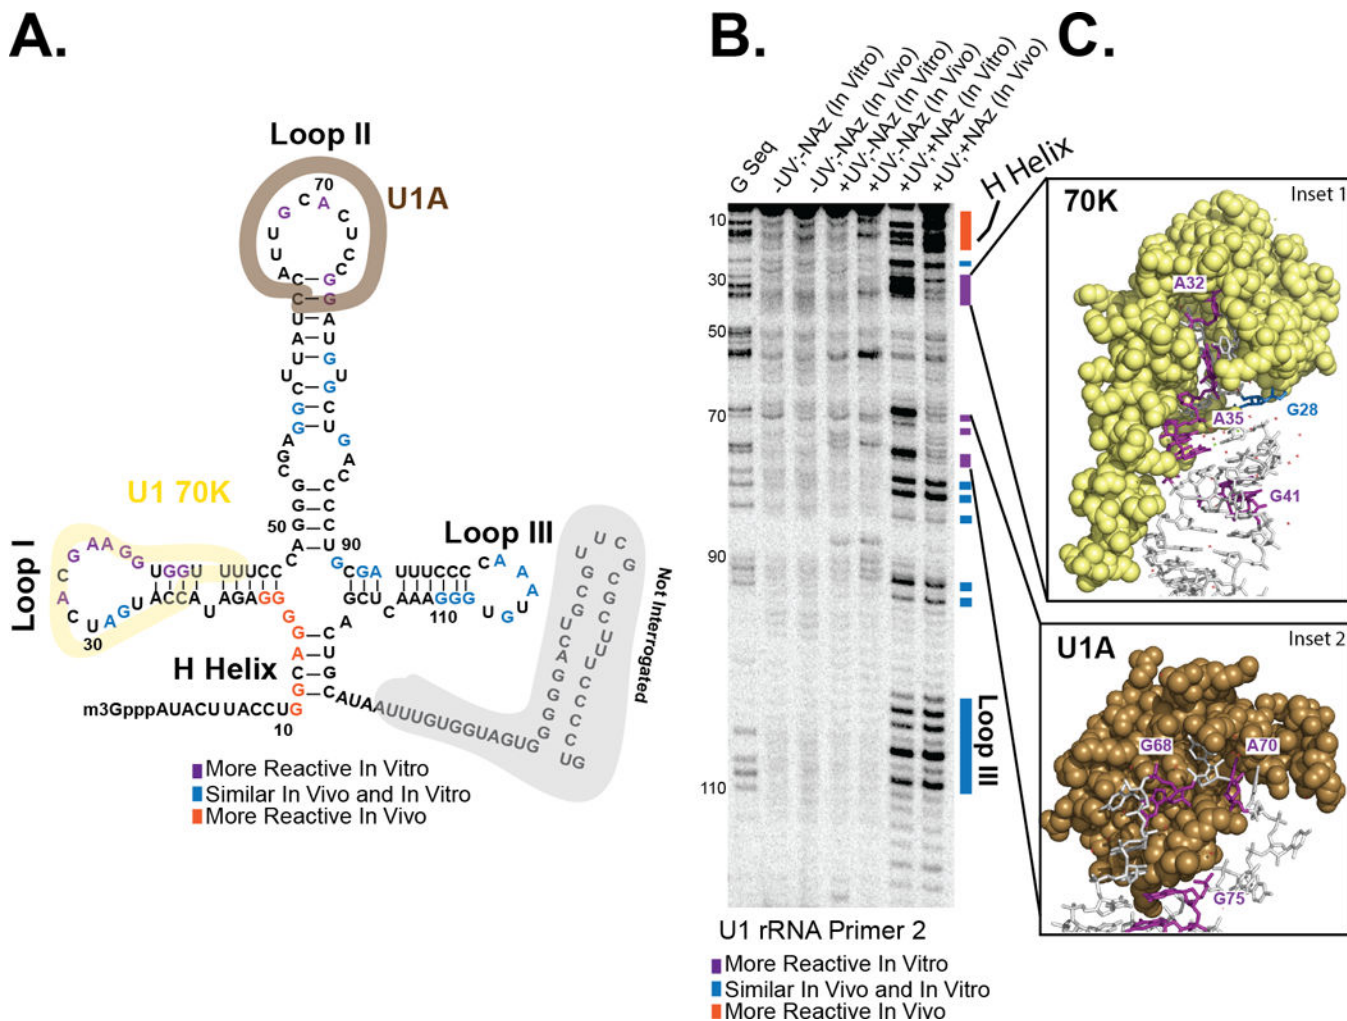 A.
B.
C.
Loop II
70
U1A
G C A C U C C G G
U U A C C
A U G U G C U G A C C C C U
U A U U C G G A G C G G G A
50
90
U1 70K
Loop I
30
Loop III
110
H Helix
10
m3GpppAUACUUACCUG
CAUAAUUUGUGGUAGUG
Not Interrogated
More Reactive In Vitro
Similar In Vivo and In Vitro
More Reactive In Vivo
G Seq
-UV;-NAz (In Vitro)
-UV;-NAz (In Vivo)
+UV;-NAz (In Vitro)
+UV;-NAz (In Vivo)
+UV;+NAz (In Vitro)
+UV;+NAz (In Vivo)
H Helix
10
30
50
70
90
110
Loop III
U1 rRNA Primer 2
More Reactive In Vitro
Similar In Vivo and In Vitro
More Reactive In Vivo
70K
Inset 1
A32
G28
A35
G41
U1A
Inset 2
G68
A70
G75